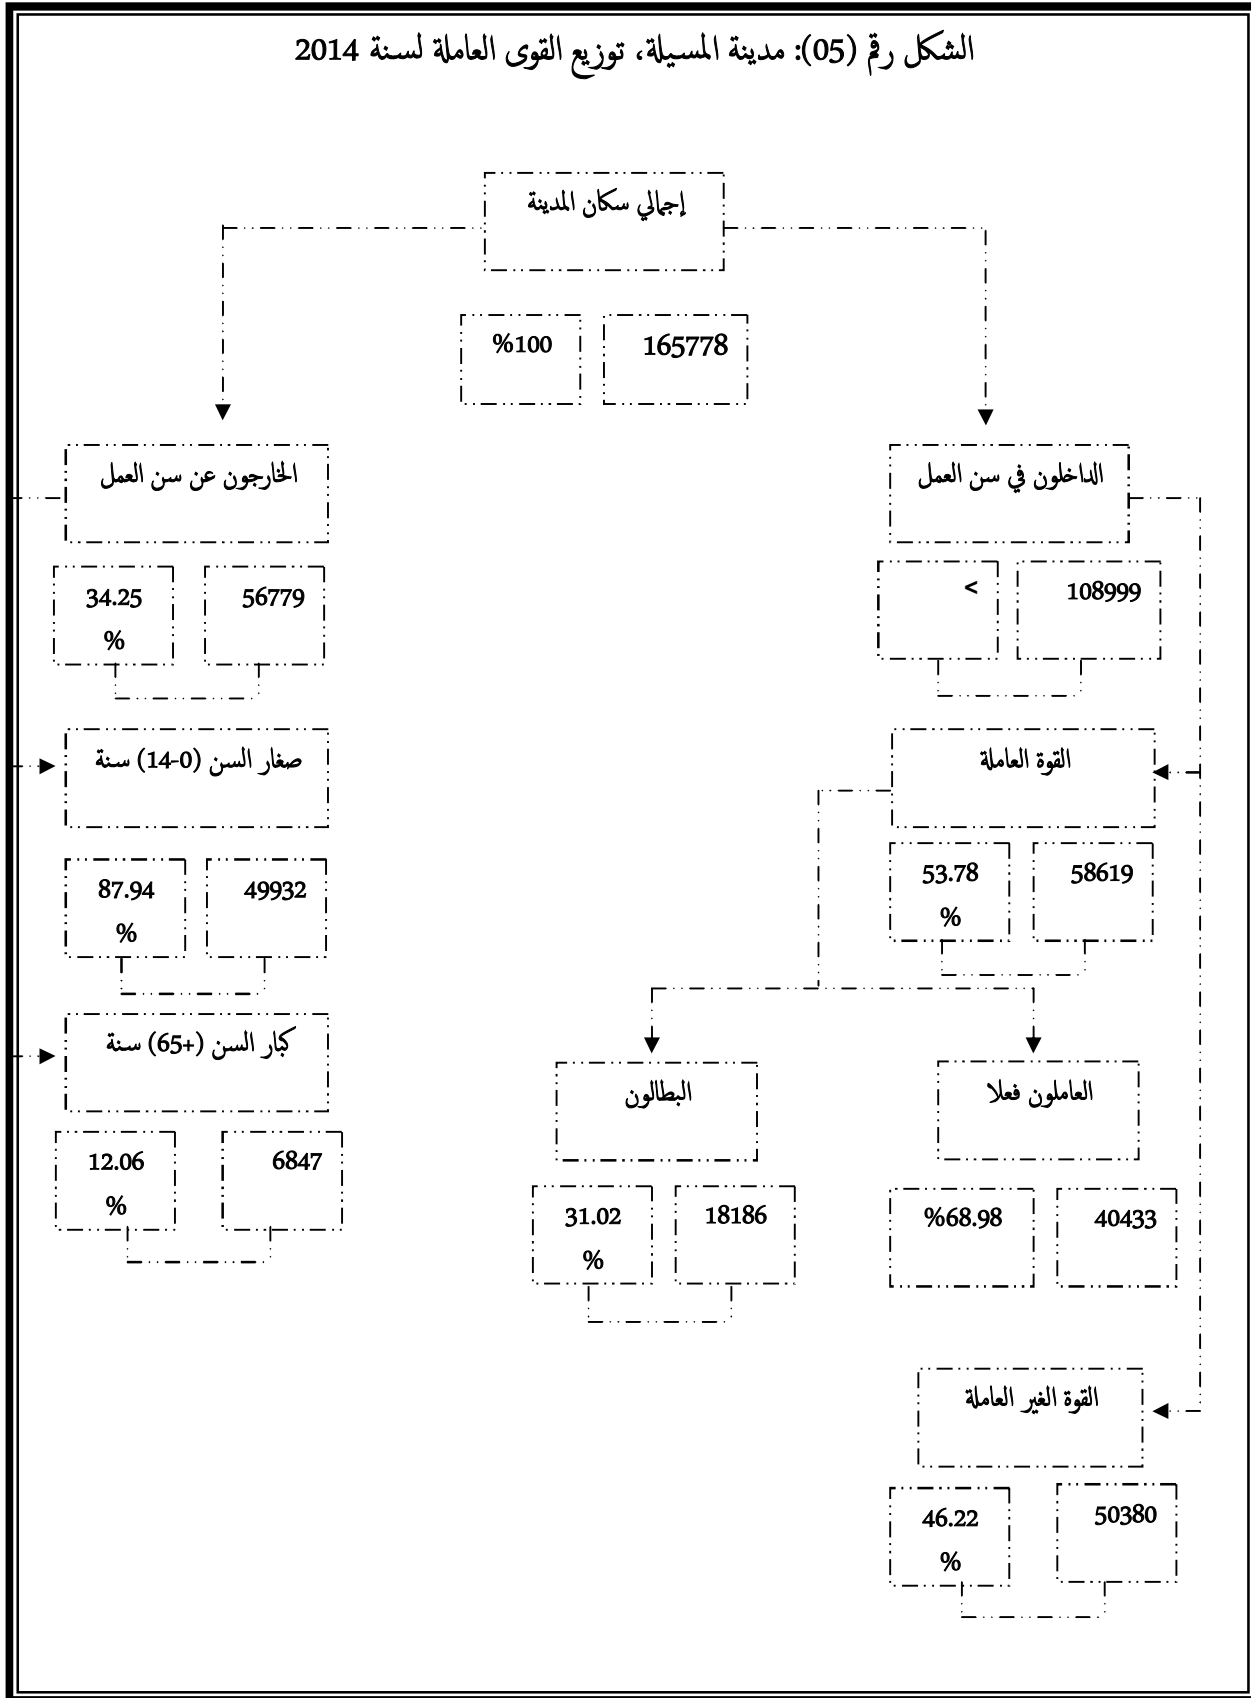 الشكل رقم (05): مدينة المسيلة، توزيع القوى العاملة لسنة 2014
إجمالي سكان المدينة
165778
%100
الداخلون في سن العمل
الخارجون عن سن العمل
108999
>
56779
34.25
%
القوة العاملة
صغار السن (0-14) سنة
58619
53.78
%
49932
87.94
%
كبار السن (+65) سنة
العاملون فعلا
البطالون
6847
12.06
%
40433
%68.98
18186
31.02
%
القوة الغير العاملة
50380
46.22
%